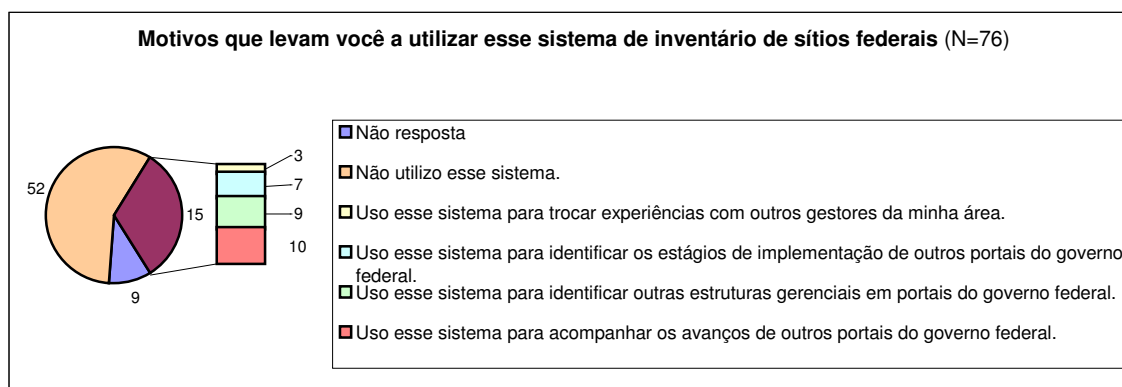 Motivos que levam você a utilizar esse sistema de inventário de sítios federais (N=76)
52
15
9
3
7
9
10
Não resposta
Não utilizo esse sistema.
Uso esse sistema para trocar experiências com outros gestores da minha área.
Uso esse sistema para identificar os estágios de implementação de outros portais do governo
federal.
Uso esse sistema para identificar outras estruturas gerenciais em portais do governo federal.
Uso esse sistema para acompanhar os avanços de outros portais do governo federal.